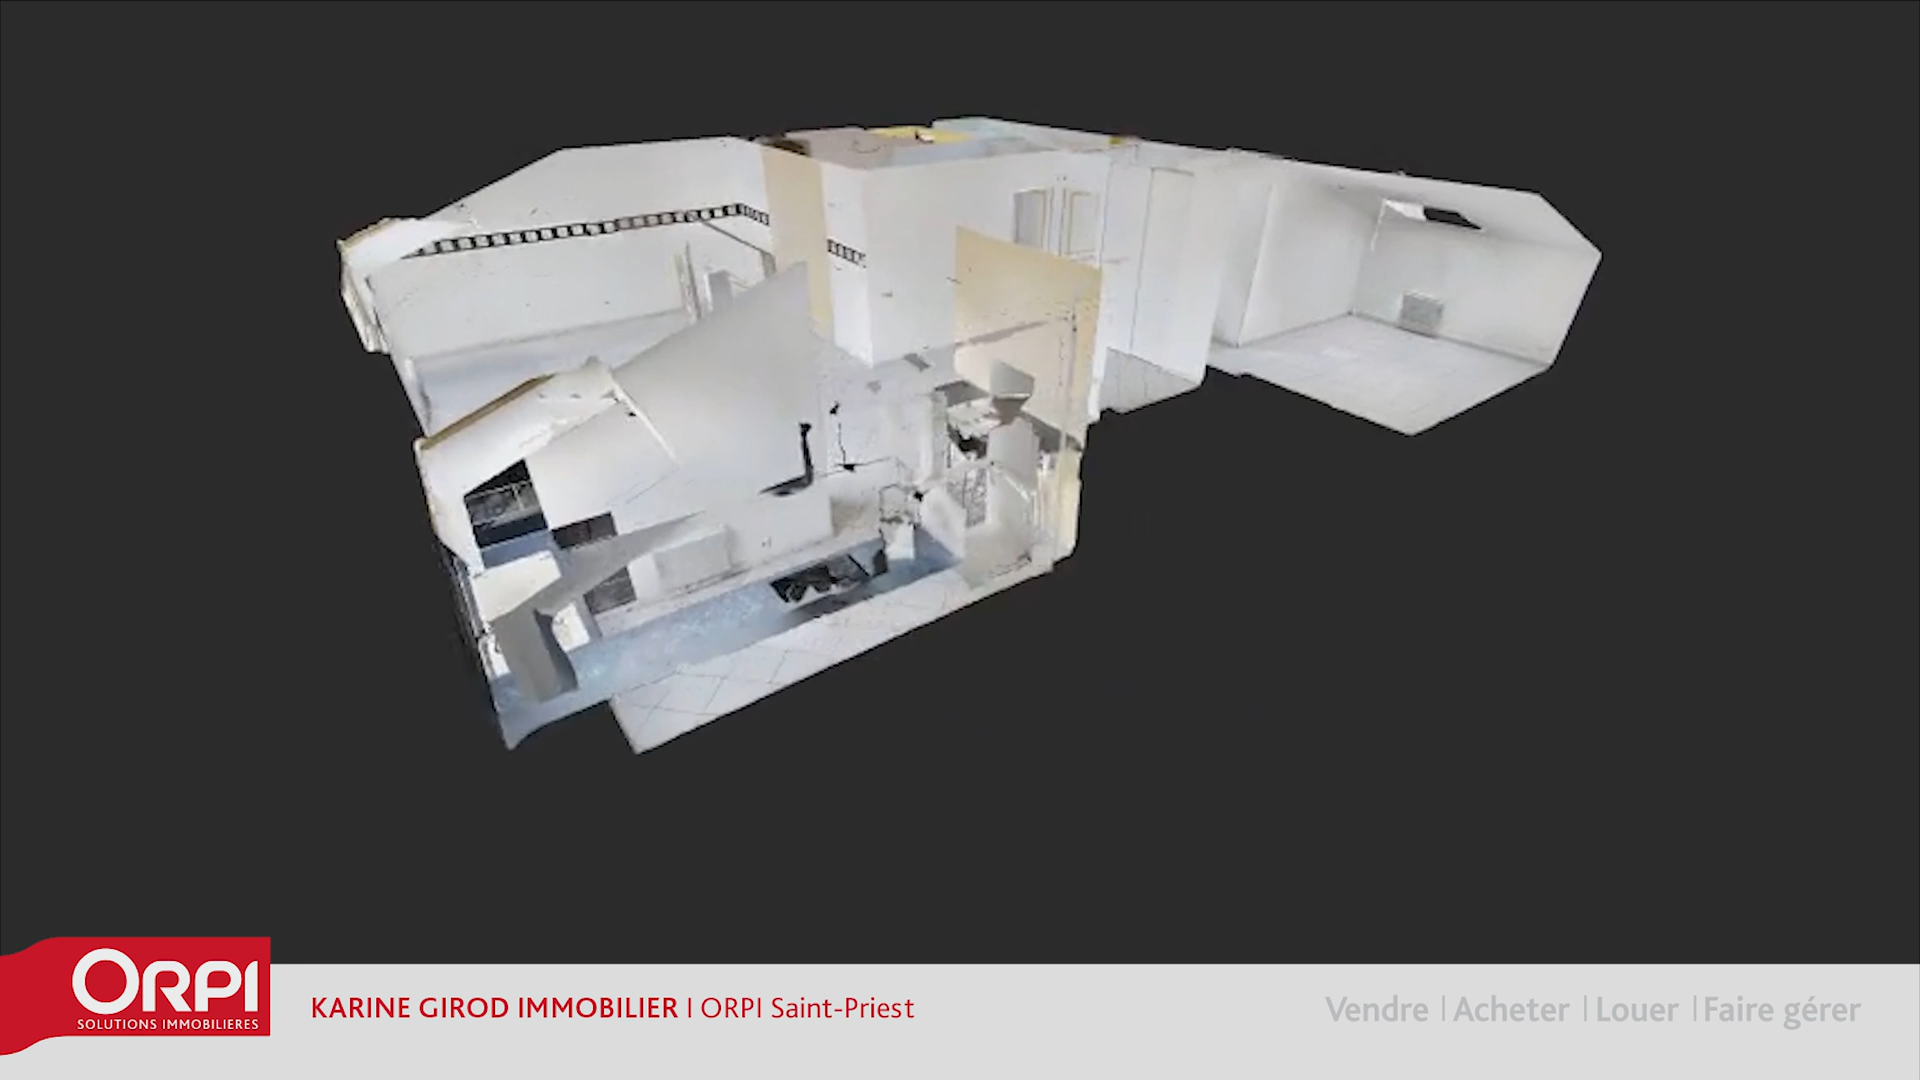 ORPI
SOLUTIONS IMMOBILIERES
KARINE GIROD IMMOBILIER | ORPI Saint-Priest
Vendre | Acheter | Louer | Faire gérer